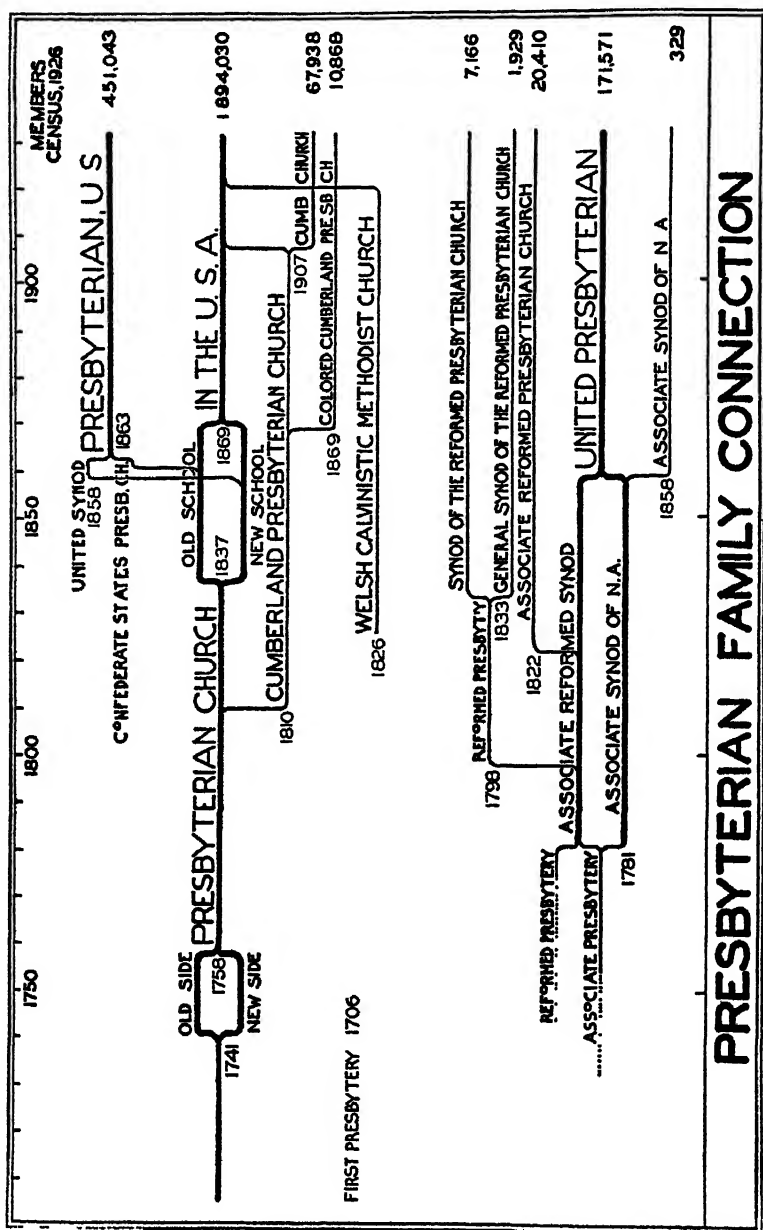 1750
1800
1850
1900
MEMBERS
CENSUS, 1926
UNITED SYNOD
1858
PRESBYTERIAN, U S
451,043
CONFEDERATE STATES PRESB. CH.
1863
OLD SIDE
1741
1758
NEW SIDE
PRESBYTERIAN CHURCH
OLD SCHOOL
1837
1869
NEW SCHOOL
IN THE U.S.A.
1894,030
1810
CUMBERLAND PRESBYTERIAN CHURCH
1907
CUMB CHURCH
67,938
1869
COLORED CUMBERLAND PRESB CH
10,868
1826
WELSH CALVINISTIC METHODIST CHURCH
FIRST PRESBYTERY 1706
SYNOD OF THE REFORMED PRESBYTERIAN CHURCH
7,166
REFORMED PRESBYT'Y
1798
1833
GENERAL SYNOD OF THE REFORMED PRESBYTERIAN CHURCH
1,929
1822
ASSOCIATE REFORMED PRESBYTERIAN CHURCH
20,410
REFORMED PRESBYTERY
ASSOCIATE REFORMED SYNOD
ASSOCIATE PRESBYTERY
UNITED PRESBYTERIAN
171,571
1781
ASSOCIATE SYNOD OF N.A.
1858
ASSOCIATE SYNOD OF N A
329
PRESBYTERIAN FAMILY CONNECTION